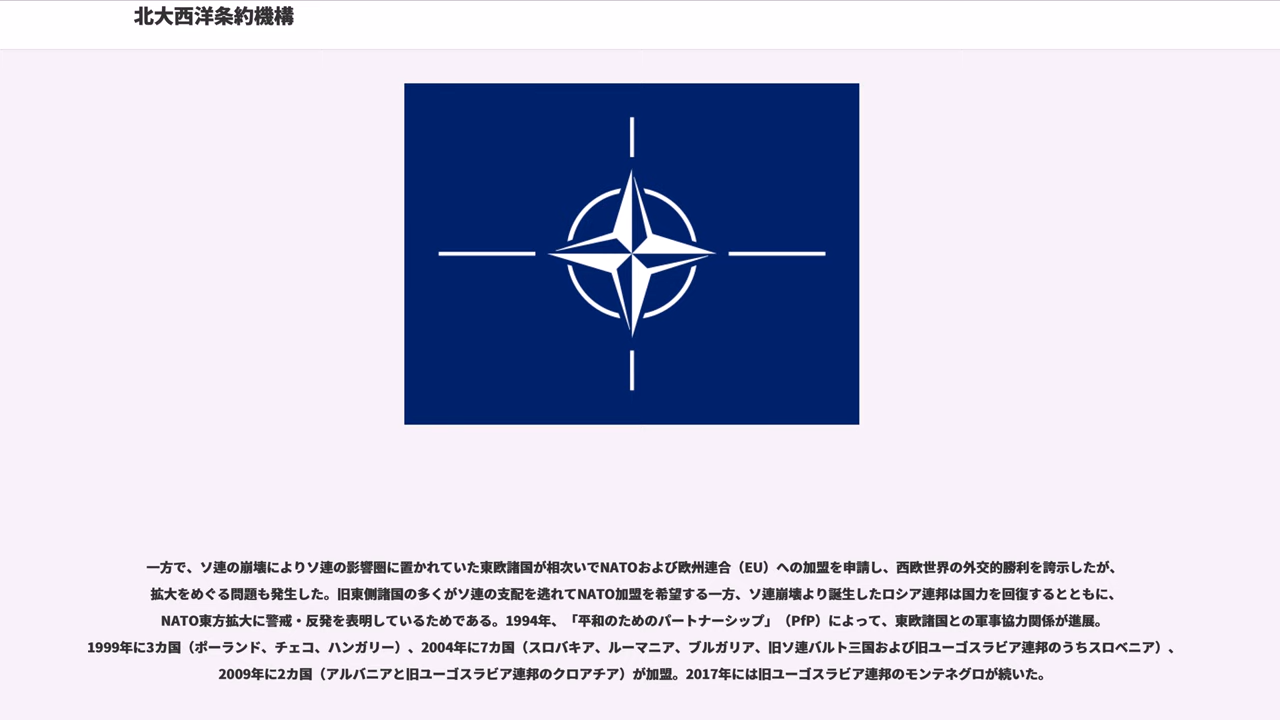 北大西洋条約機構
一方で、ソ連の崩壊によりソ連の影響圏に置かれていた東欧諸国が相次いでNATOおよび欧州連合（EU）への加盟を申請し、西欧世界の外交的勝利を誇示したが、
拡大をめぐる問題も発生した。旧東側諸国の多くがソ連の支配を逃れてNATO加盟を希望する一方、ソ連崩壊より誕生したロシア連邦は国力を回復するとともに、
NATO東方拡大に警戒・反発を表明しているためである。1994年、「平和のためのパートナーシップ」（PfP）によって、東欧諸国との軍事協力関係が進展。
1999年に3カ国（ポーランド、チェコ、ハンガリー）、2004年に7カ国（スロバキア、ルーマニア、ブルガリア、旧ソ連バルト三国および旧ユーゴスラビア連邦のうちスロベニア）、
2009年に2カ国（アルバニアと旧ユーゴスラビア連邦のクロアチア）が加盟。2017年には旧ユーゴスラビア連邦のモンテネグロが続いた。